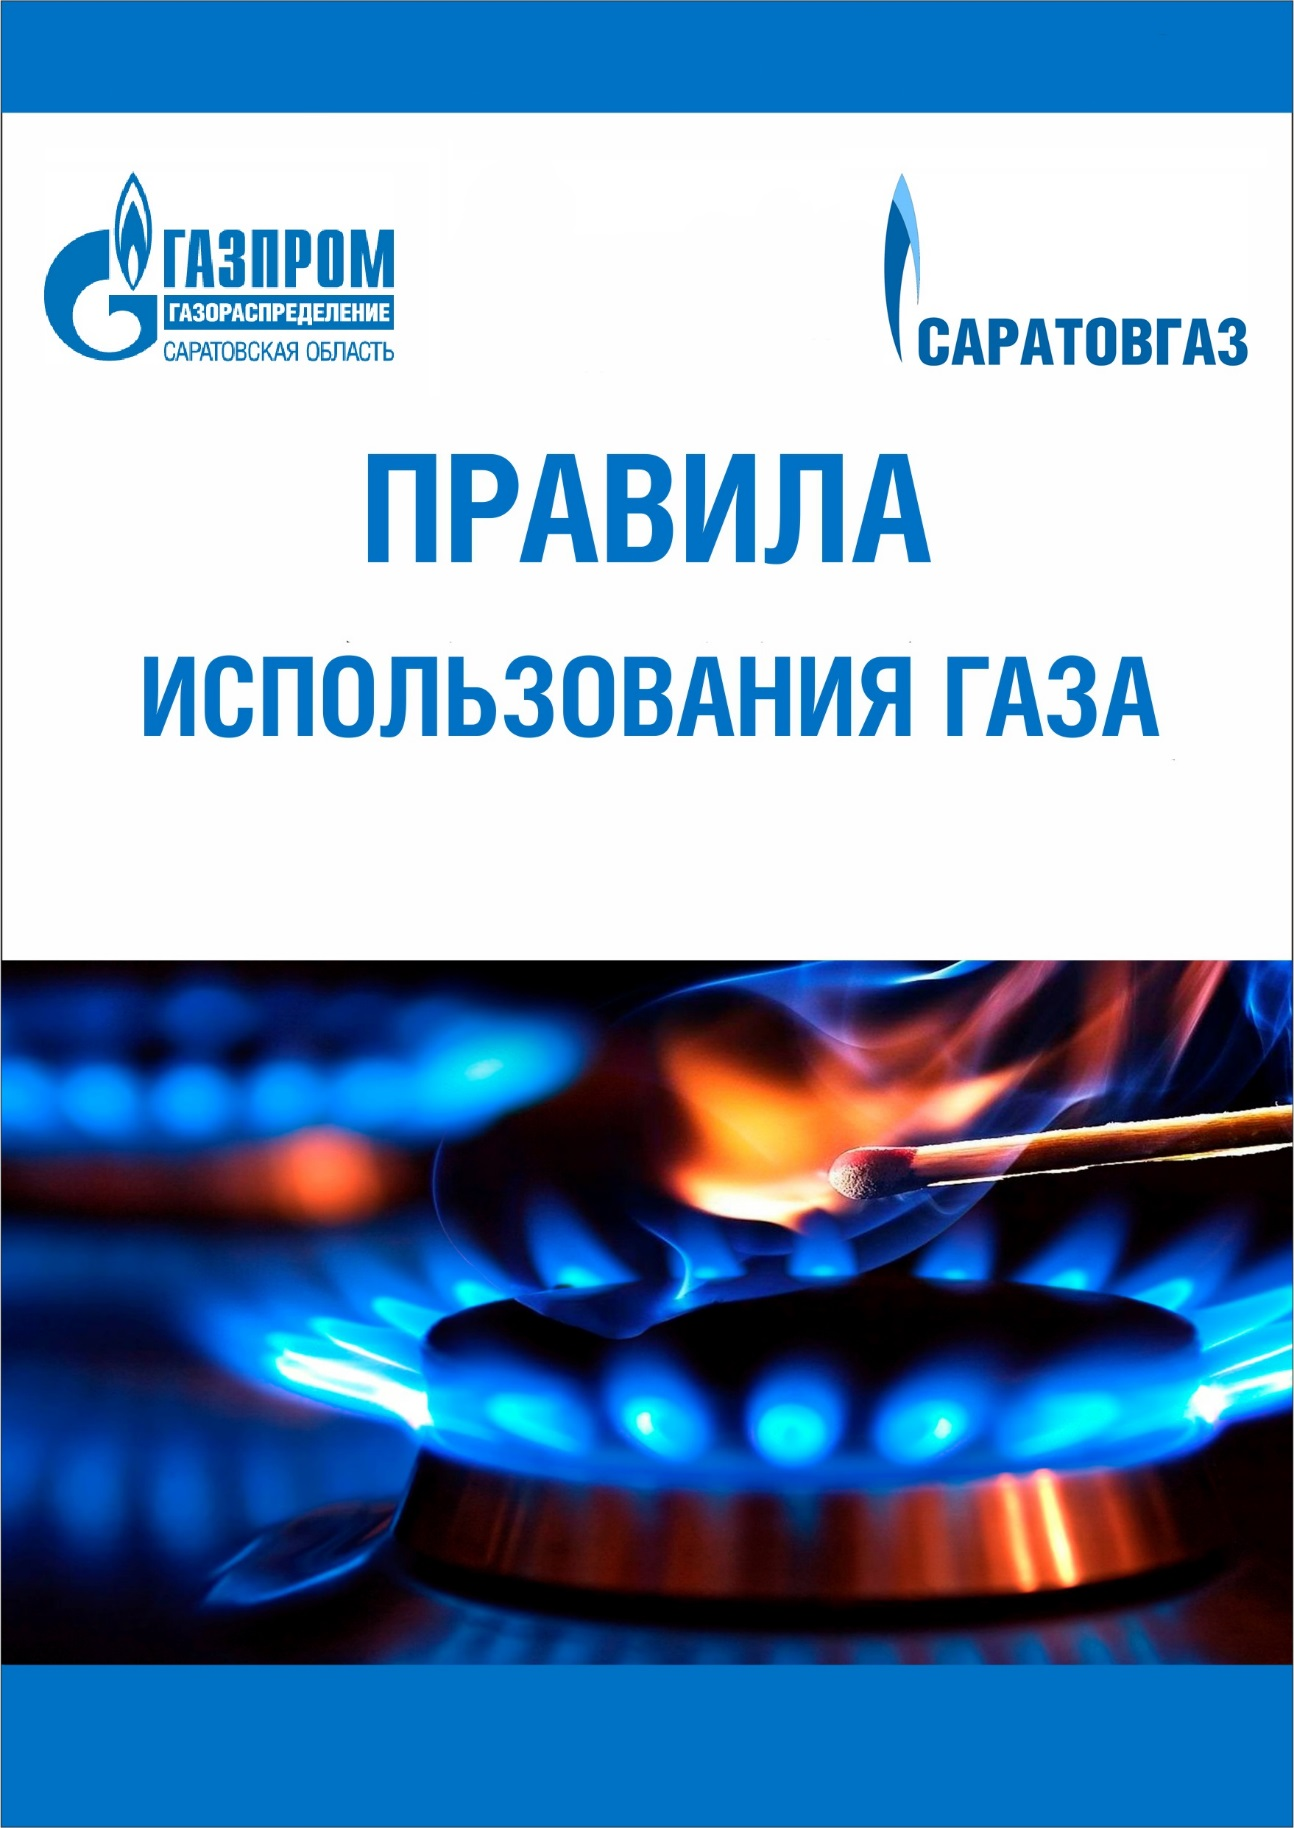 ГАЗПРОМ
ГАЗОРАСПРЕДЕЛЕНИЕ
САРАТОВСКАЯ ОБЛАСТЬ
САРАТОВГАЗ
ПРАВИЛА
ИСПОЛЬЗОВАНИЯ ГАЗА